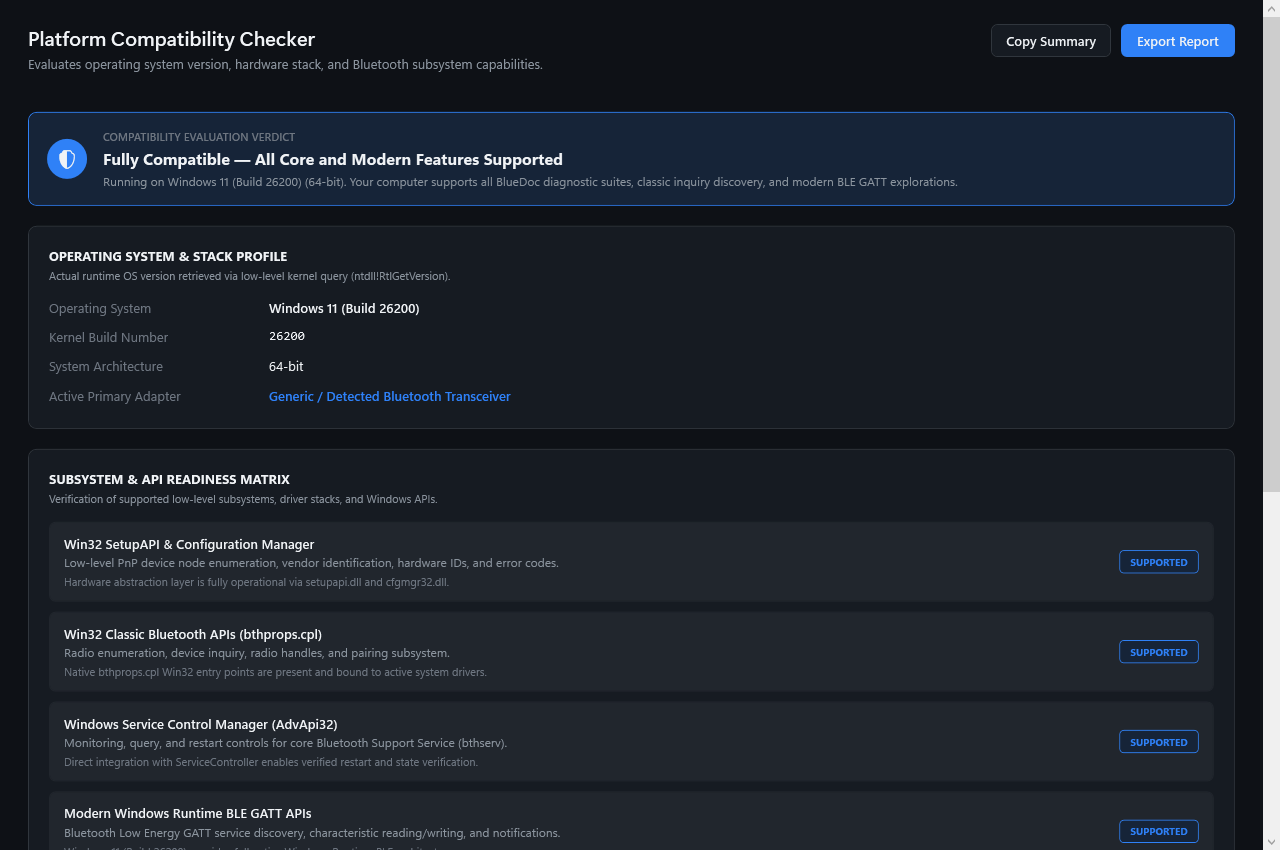 Platform Compatibility Checker
Copy Summary
Export Report
Evaluates operating system version, hardware stack, and Bluetooth subsystem capabilities.
COMPATIBILITY EVALUATION VERDICT
Fully Compatible — All Core and Modern Features Supported
Running on Windows 11 (Build 26200) (64-bit). Your computer supports all BlueDoc diagnostic suites, classic inquiry discovery, and modern BLE GATT explorations.
OPERATING SYSTEM & STACK PROFILE
Actual runtime OS version retrieved via low-level kernel query (ntdll!RtlGetVersion).
Operating System Windows 11 (Build 26200)
Kernel Build Number 26200
System Architecture 64-bit
Active Primary Adapter Generic / Detected Bluetooth Transceiver
SUBSYSTEM & API READINESS MATRIX
Verification of supported low-level subsystems, driver stacks, and Windows APIs.
Win32 SetupAPI & Configuration Manager
Low-level PnP device node enumeration, vendor identification, hardware IDs, and error codes.
SUPPORTED
Hardware abstraction layer is fully operational via setupapi.dll and cfgmgr32.dll.
Win32 Classic Bluetooth APIs (bthprops.cpl)
Radio enumeration, device inquiry, radio handles, and pairing subsystem.
SUPPORTED
Native bthprops.cpl Win32 entry points are present and bound to active system drivers.
Windows Service Control Manager (AdvApi32)
Monitoring, query, and restart controls for core Bluetooth Support Service (bthserv).
SUPPORTED
Direct integration with ServiceController enables verified restart and state verification.
Modern Windows Runtime BLE GATT APIs
Bluetooth Low Energy GATT service discovery, characteristic reading/writing, and notifications.
SUPPORTED